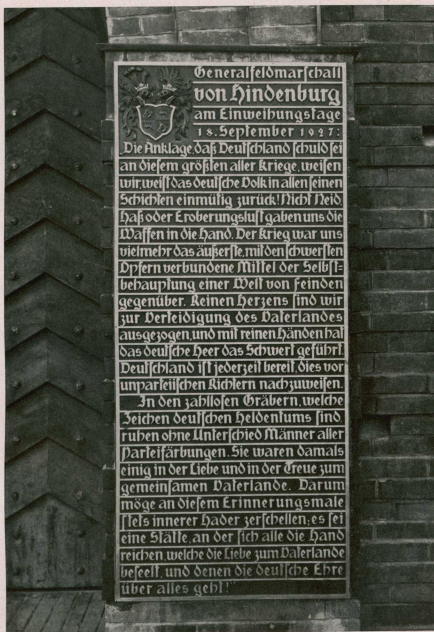 Generalfeldmarschall
von Hindenburg
am Einweihungstage
18. September 1927:
Die Anklage, daß Deutschland schuld sei
an diesem größten aller Kriege, weisen
wir, weist das deutsche Volk in allen seinen
Schichten einmütig zurück! Nicht Neid,
Haß oder Eroberungslust gaben uns die
Waffen in die Hand. Der Krieg war uns
vielmehr das äußerste, mit den schwersten
Opfern verbundene Mittel der Selbst-
behauptung einer Welt von Feinden
gegenüber. Reinen Herzens sind wir
zur Verteidigung des Vaterlandes
ausgezogen, und mit reinen Händen hat
das deutsche Heer das Schwert geführt.
Deutschland ist jederzeit bereit, dies vor
unparteiischen Richtern nachzuweisen.
In den zahllosen Gräbern, welche
Zeichen deutschen Heldentums sind
ruhen ohne Unterschied Männer aller
Parteifärbungen. Sie waren damals
einig in der Liebe und in der Treue zum
gemeinsamen Vaterlande. Darum
möge an diesem Erinnerungsmale
stets innerer Hader zerschellen; es sei
eine Stätte, an der sich alle die Hand
reichen, welche die Liebe zum Vaterlande
beseelt, und denen die deutsche Ehre
über alles geht!